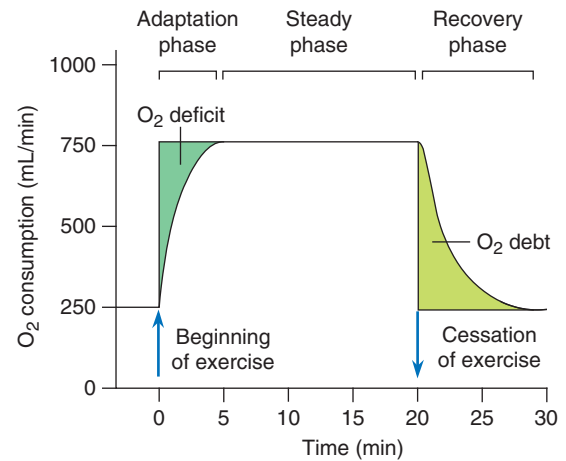 Adaptation phase
Steady phase
Recovery phase
1000
750
500
250
0
O₂ consumption (mL/min)
O₂ deficit
O₂ debt
Beginning
of exercise
Cessation
of exercise
0 5 10 15 20 25 30
Time (min)